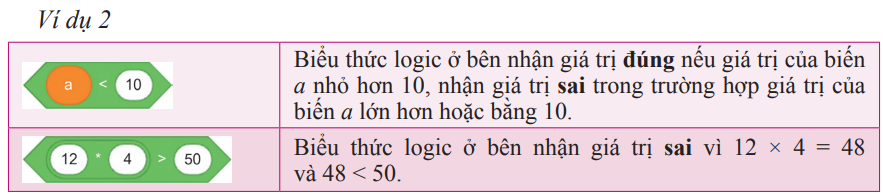 Ví dụ 2
a < 10
Biểu thức logic ở bên nhận giá trị đúng nếu giá trị của biến
a nhỏ hơn 10, nhận giá trị sai trong trường hợp giá trị của
biến a lớn hơn hoặc bằng 10.
12 * 4 > 50
Biểu thức logic ở bên nhận giá trị sai vì 12 × 4 = 48
và 48 < 50.